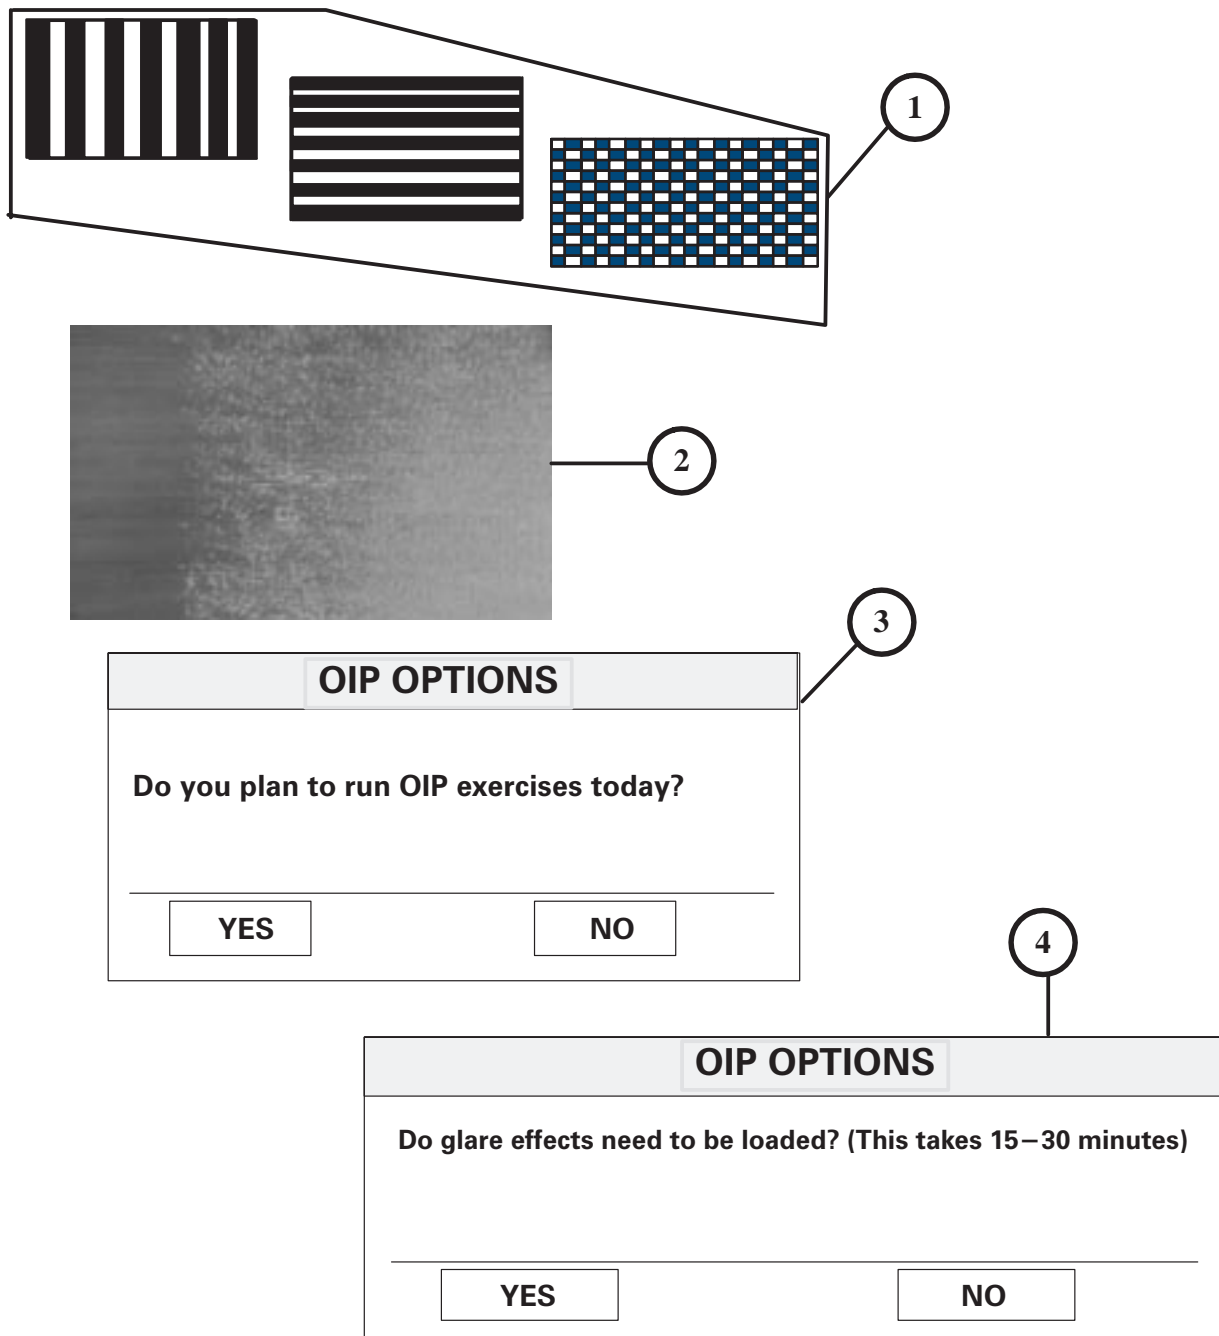 1
2
3
OIP OPTIONS
Do you plan to run OIP exercises today?
YES NO
4
OIP OPTIONS
Do glare effects need to be loaded? (This takes 15–30 minutes)
YES NO